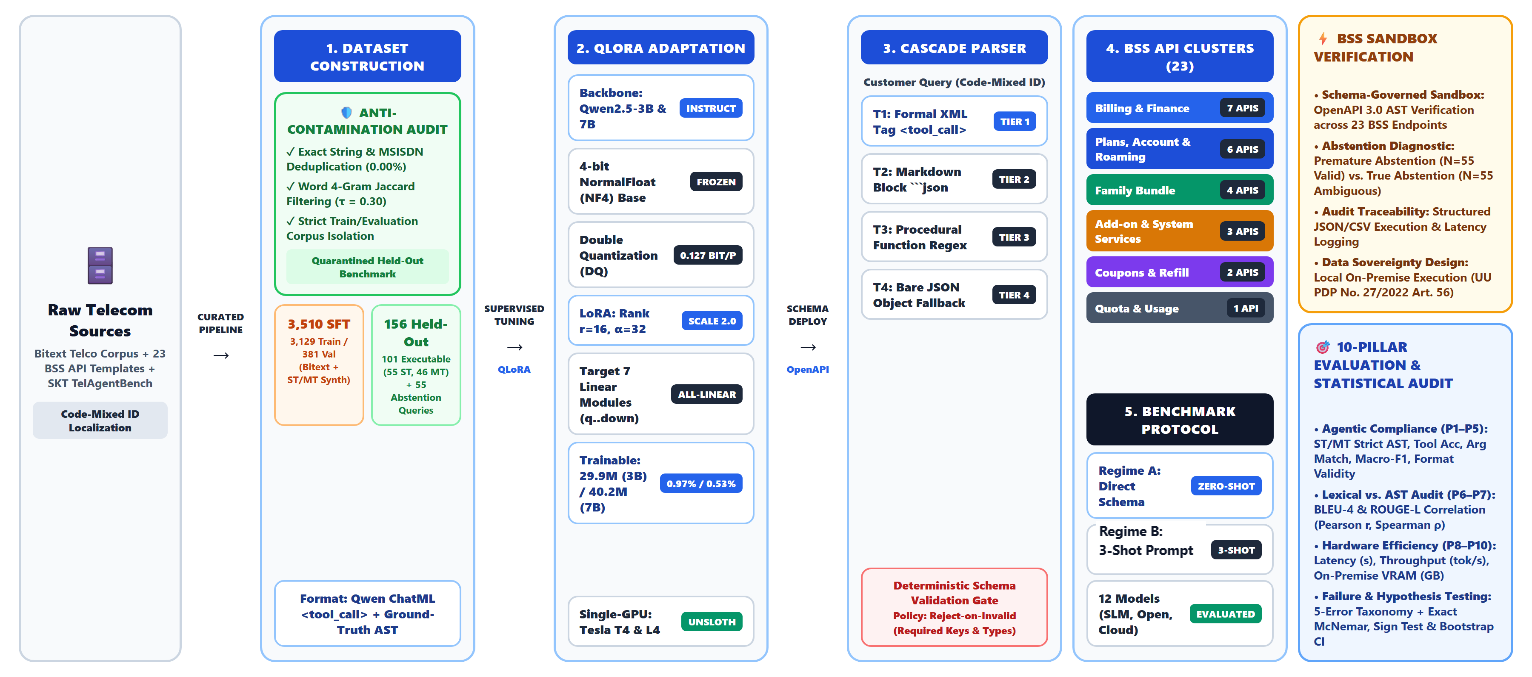 Raw Telecom
Sources
Bitext Telco Corpus + 23
BSS API Templates +
SKT TelAgentBench
Code-Mixed ID
Localization
CURATED
PIPELINE
→
1. DATASET
CONSTRUCTION
ANTI-
CONTAMINATION AUDIT
✓ Exact String & MSISDN
Deduplication (0.00%)
✓ Word 4-Gram Jaccard
Filtering (τ = 0.30)
✓ Strict Train/Evaluation
Corpus Isolation
Quarantined Held-Out
Benchmark
3,510 SFT
3,129 Train /
381 Val
(Bitext +
ST/MT Synth)
156 Held-
Out
101 Executable
(55 ST, 46 MT)
+ 55
Abstention
Queries
Format: Qwen ChatML
<tool_call> + Ground-
Truth AST
SUPERVISED
TUNING
→
QLoRA
2. QLORA ADAPTATION
Backbone:
Qwen2.5-3B &
7B
INSTRUCT
4-bit
NormalFloat
(NF4) Base
FROZEN
Double
Quantization
(DQ)
0.127 BIT/P
LoRA: Rank
r=16, α=32
SCALE 2.0
Target 7
Linear
Modules
(q..down)
ALL-LINEAR
Trainable:
29.9M (3B)
/ 40.2M
(7B)
0.97% / 0.53%
Single-GPU:
Tesla T4 & L4
UNSLOTH
SCHEMA
DEPLOY
→
OpenAPI
3. CASCADE PARSER
Customer Query (Code-Mixed ID)
T1: Formal XML
Tag <tool_call>
TIER 1
T2: Markdown
Block ```json
TIER 2
T3: Procedural
Function Regex
TIER 3
T4: Bare JSON
Object Fallback
TIER 4
Deterministic Schema
Validation Gate
Policy: Reject-on-Invalid
(Required Keys & Types)
4. BSS API CLUSTERS
(23)
Billing & Finance
7 APIS
Plans, Account &
Roaming
6 APIS
Family Bundle
4 APIS
Add-on & System
Services
3 APIS
Coupons & Refill
2 APIS
Quota & Usage
1 API
5. BENCHMARK
PROTOCOL
Regime A:
Direct
Schema
ZERO-SHOT
Regime B:
3-Shot Prompt
3-SHOT
12 Models
(SLM, Open,
Cloud)
EVALUATED
BSS SANDBOX
VERIFICATION
• Schema-Governed Sandbox:
OpenAPI 3.0 AST Verification
across 23 BSS Endpoints
• Abstention Diagnostic:
Premature Abstention (N=55
Valid) vs. True Abstention (N=55
Ambiguous)
• Audit Traceability: Structured
JSON/CSV Execution & Latency
Logging
• Data Sovereignty Design:
Local On-Premise Execution (UU
PDP No. 27/2022 Art. 56)
10-PILLAR
EVALUATION &
STATISTICAL AUDIT
• Agentic Compliance (P1–P5):
ST/MT Strict AST, Tool Acc, Arg
Match, Macro-F1, Format
Validity
• Lexical vs. AST Audit (P6–P7):
BLEU-4 & ROUGE-L Correlation
(Pearson r, Spearman ρ)
• Hardware Efficiency (P8–P10):
Latency (s), Throughput (tok/s),
On-Premise VRAM (GB)
• Failure & Hypothesis Testing:
5-Error Taxonomy + Exact
McNemar, Sign Test & Bootstrap
CI